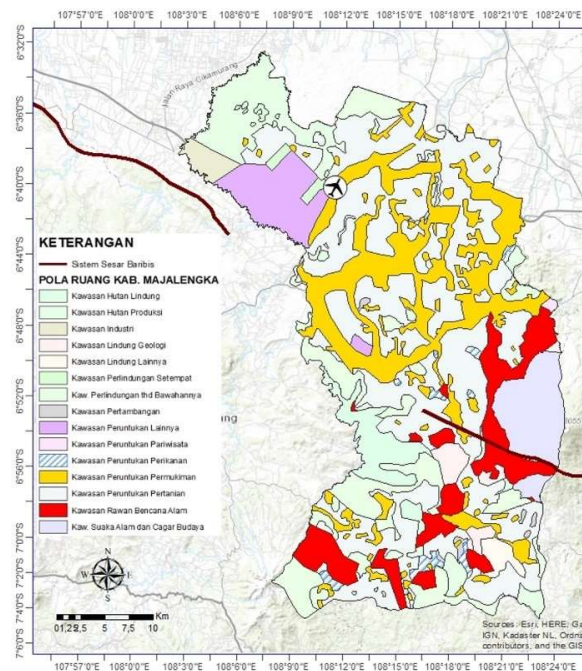 107°57'0"E 108°0'0"E 108°3'0"E 108°6'0"E 108°9'0"E 108°12'0"E 108°15'0"E 108°18'0"E 108°21'0"E 108°24'0"E
6°32'0"S
6°36'0"S
6°40'0"S
6°44'0"S
6°48'0"S
6°52'0"S
6°56'0"S
7°0'0"S
7°2'0"S
7°4'0"S
7°6'0"S
Jalan Raya Cikamurang
KETERANGAN
Sistem Sesar Baribis
POLA RUANG KAB. MAJALENGKA
Kawasan Hutan Lindung
Kawasan Hutan Produksi
Kawasan Industri
Kawasan Lindung Geologi
Kawasan Lindung Lainnya
Kawasan Perlindungan Setempat
Kaw. Perlindungan thd Bawahannya
Kawasan Pertambangan
Kawasan Peruntukan Lainnya
Kawasan Peruntukan Pariwista
Kawasan Peruntukan Perikanan
Kawasan Peruntukan Permukiman
Kawasan Peruntukan Pertanian
Kawasan Rawan Bencana Alam
Kaw. Suaka Alam dan Cagar Budaya
ng
N
W E
S
0 1,25 2,5 5 7,5 10
Km
Sources: Esri, HERE, Ga
IGN, Kadaster NL, Ordna
contributors, and the GIS
107°57'0"E 108°0'0"E 108°3'0"E 108°6'0"E 108°9'0"E 108°12'0"E 108°15'0"E 108°18'0"E 108°21'0"E 108°24'0"E